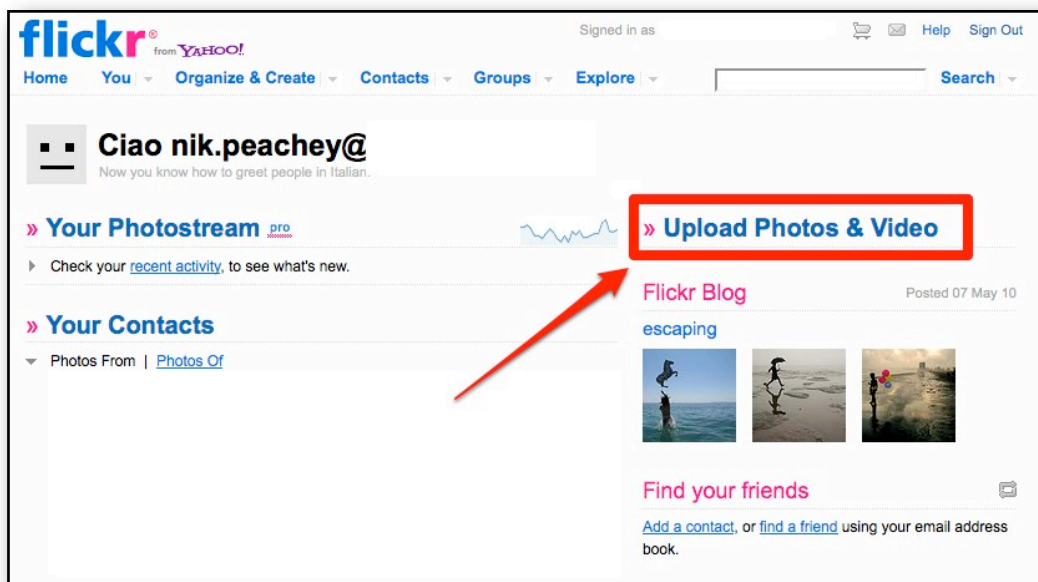 flickr® from YAHOO!
Signed in as
Help Sign Out
Home You Organize & Create Contacts Groups Explore Search
Ciao nik.peachey@
Now you know how to greet people in Italian.
» Your Photostream pro
» Upload Photos & Video
Check your recent activity, to see what's new.
Flickr Blog
Posted 07 May 10
» Your Contacts
escaping
Photos From | Photos Of
Find your friends
Add a contact, or find a friend using your email address
book.